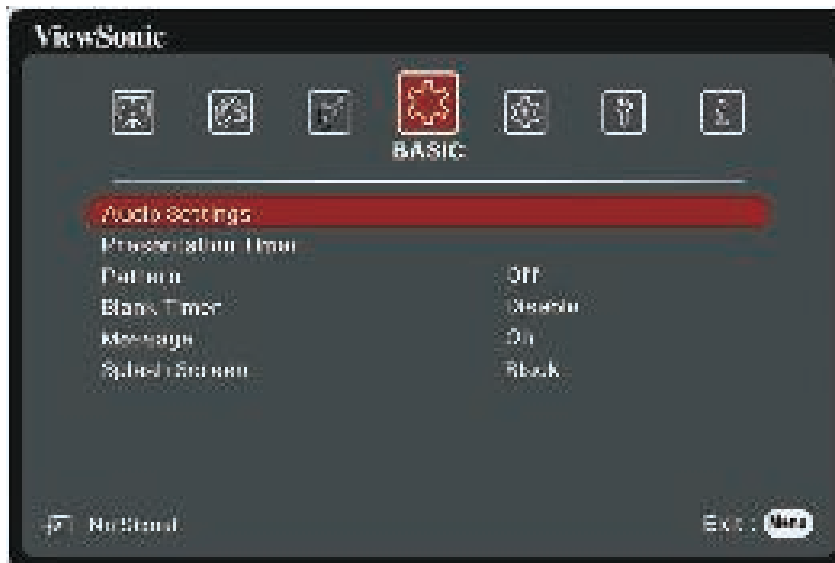 ViewSonic
BASIC
Audio Settings
Presentation Timer
Pattern Off
Blank Timer Disable
Message On
Splash Screen Black
No Signal
Exit : Menu